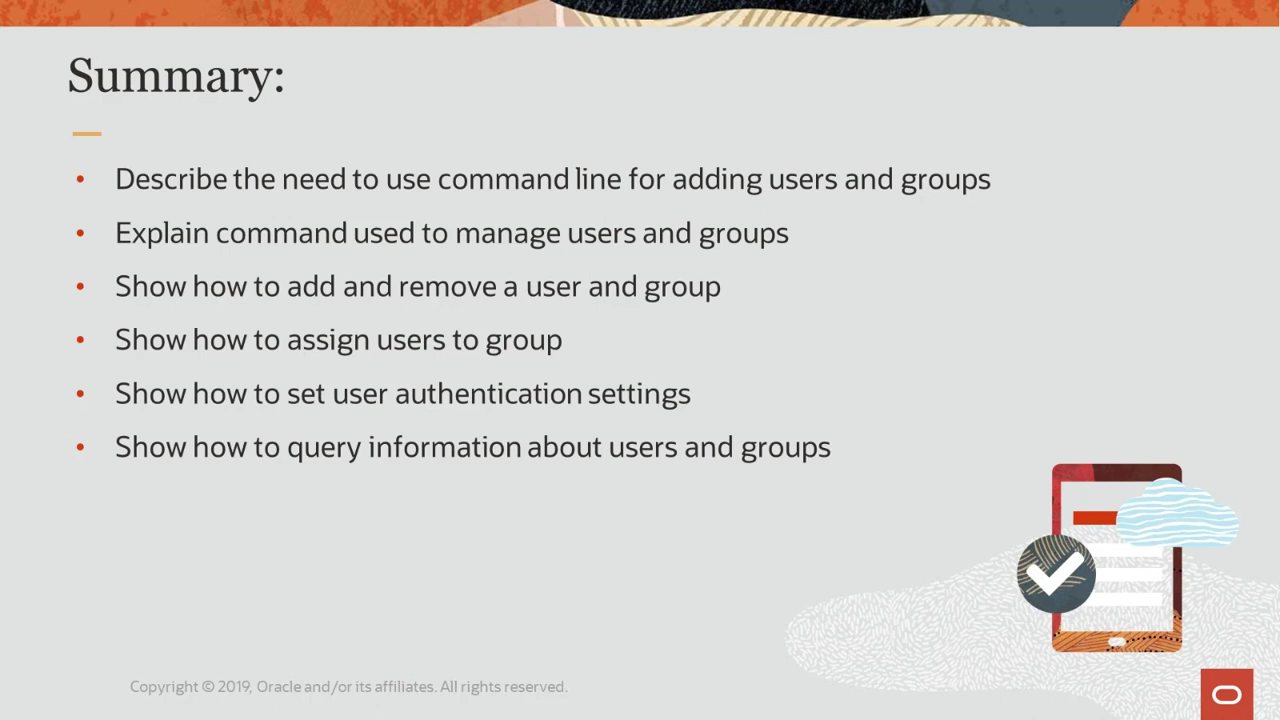 Summary:
• Describe the need to use command line for adding users and groups
• Explain command used to manage users and groups
• Show how to add and remove a user and group
• Show how to assign users to group
• Show how to set user authentication settings
• Show how to query information about users and groups
Copyright © 2019, Oracle and/or its affiliates. All rights reserved.